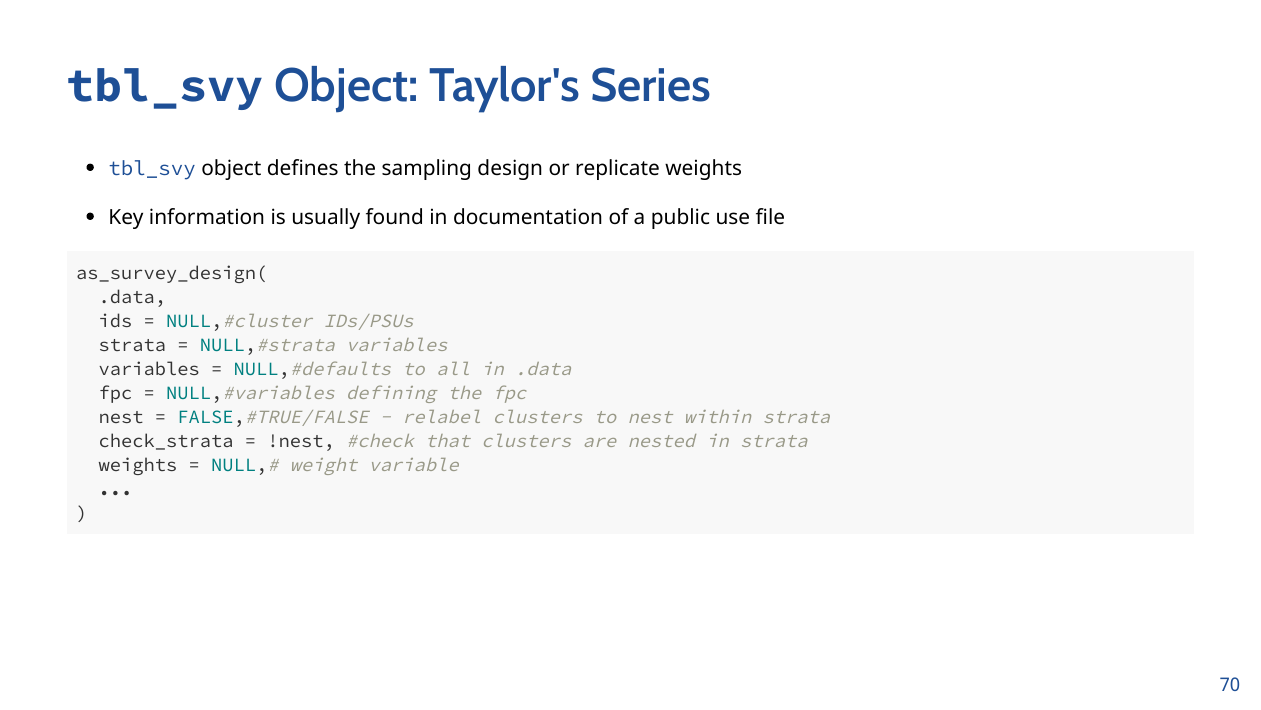 tbl_svy Object: Taylor's Series
• tbl_svy object defines the sampling design or replicate weights
• Key information is usually found in documentation of a public use file
as_survey_design(
  .data,
  ids = NULL,#cluster IDs/PSUs
  strata = NULL,#strata variables
  variables = NULL,#defaults to all in .data
  fpc = NULL,#variables defining the fpc
  nest = FALSE,#TRUE/FALSE - relabel clusters to nest within strata
  check_strata = !nest, #check that clusters are nested in strata
  weights = NULL,# weight variable
  ...
)
70